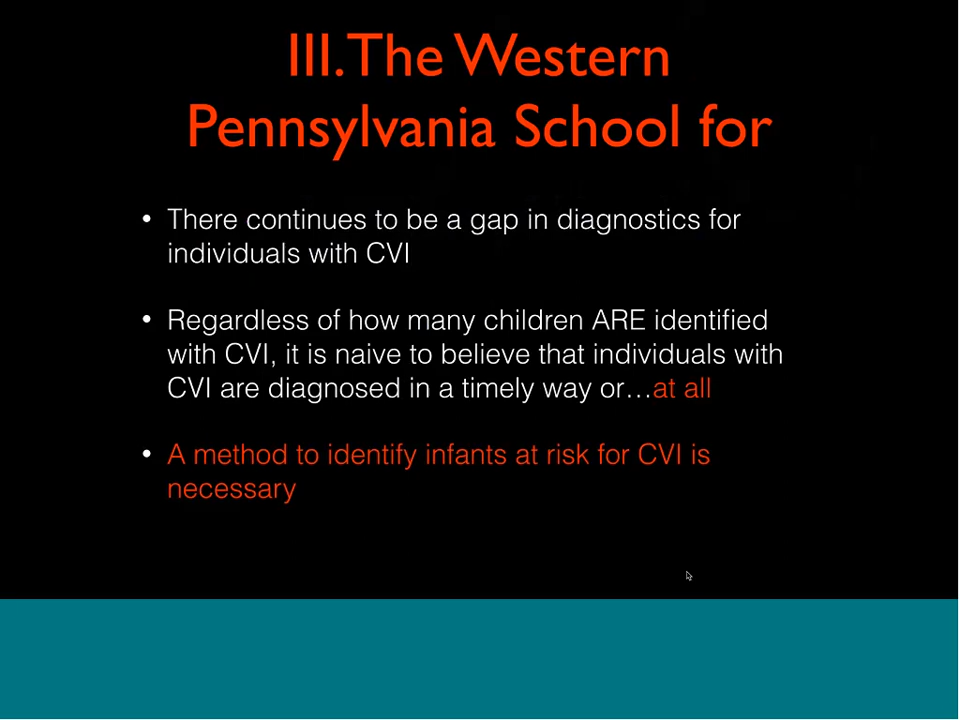 III. The Western
Pennsylvania School for
• There continues to be a gap in diagnostics for
individuals with CVI
• Regardless of how many children ARE identified
with CVI, it is naive to believe that individuals with
CVI are diagnosed in a timely way or…at all
• A method to identify infants at risk for CVI is
necessary